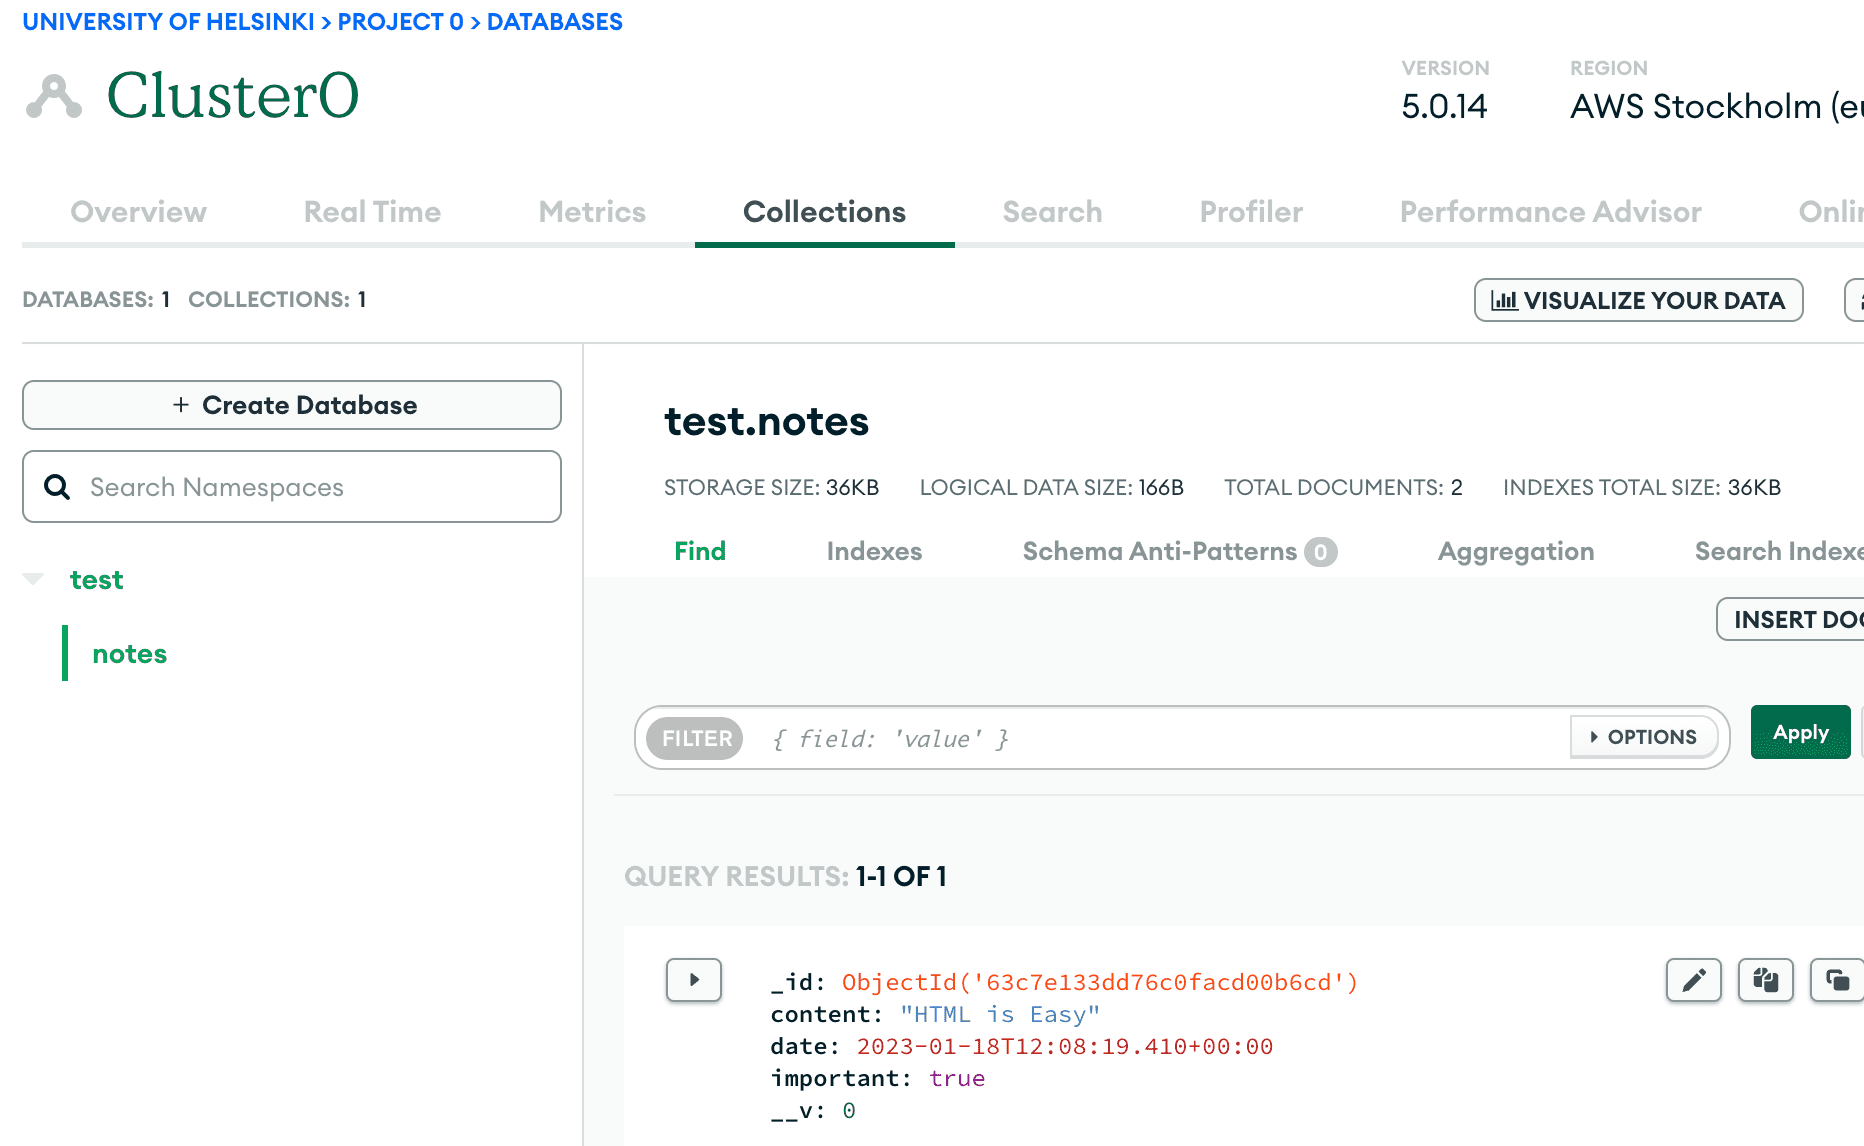 UNIVERSITY OF HELSINKI > PROJECT 0 > DATABASES
Cluster0
VERSION
5.0.14
REGION
AWS Stockholm (eu
Overview Real Time Metrics Collections Search Profiler Performance Advisor Onlin
DATABASES: 1 COLLECTIONS: 1
VISUALIZE YOUR DATA
+ Create Database
Search Namespaces
test
notes
test.notes
STORAGE SIZE: 36KB LOGICAL DATA SIZE: 166B TOTAL DOCUMENTS: 2 INDEXES TOTAL SIZE: 36KB
Find Indexes Schema Anti-Patterns 0 Aggregation Search Indexe
INSERT DOC
FILTER { field: 'value' } OPTIONS Apply
QUERY RESULTS: 1-1 OF 1
_id: ObjectId('63c7e133dd76c0facd00b6cd')
content: "HTML is Easy"
date: 2023-01-18T12:08:19.410+00:00
important: true
__v: 0